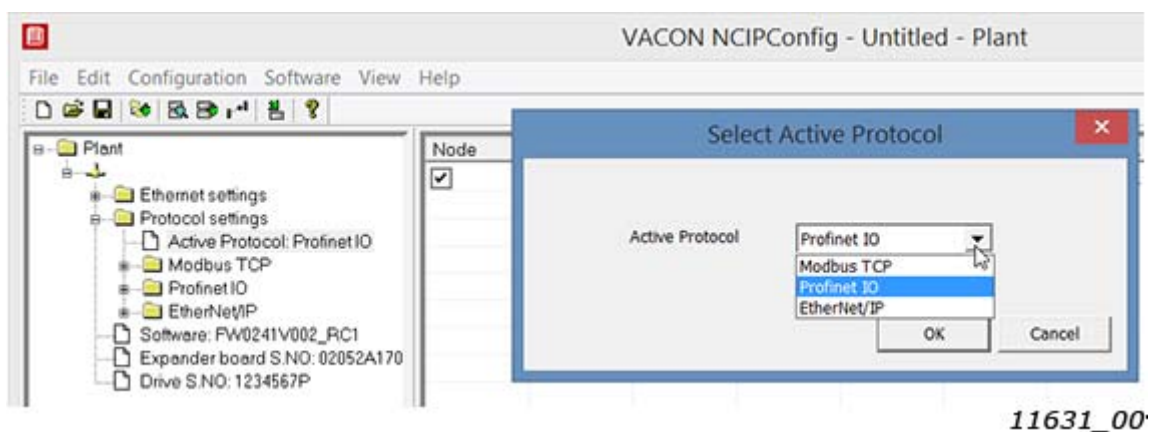 VACON NCIPConfig - Untitled - Plant
File Edit Configuration Software View Help
Plant
Ethernet settings
Protocol settings
Active Protocol: Profinet IO
Modbus TCP
Profinet IO
EtherNet/IP
Software: FW0241V002_RC1
Expander board S.NO: 02052A170
Drive S.NO: 1234567P
Node
Select Active Protocol
Active Protocol
Profinet IO
Modbus TCP
Profinet IO
EtherNet/IP
OK Cancel
11631_00